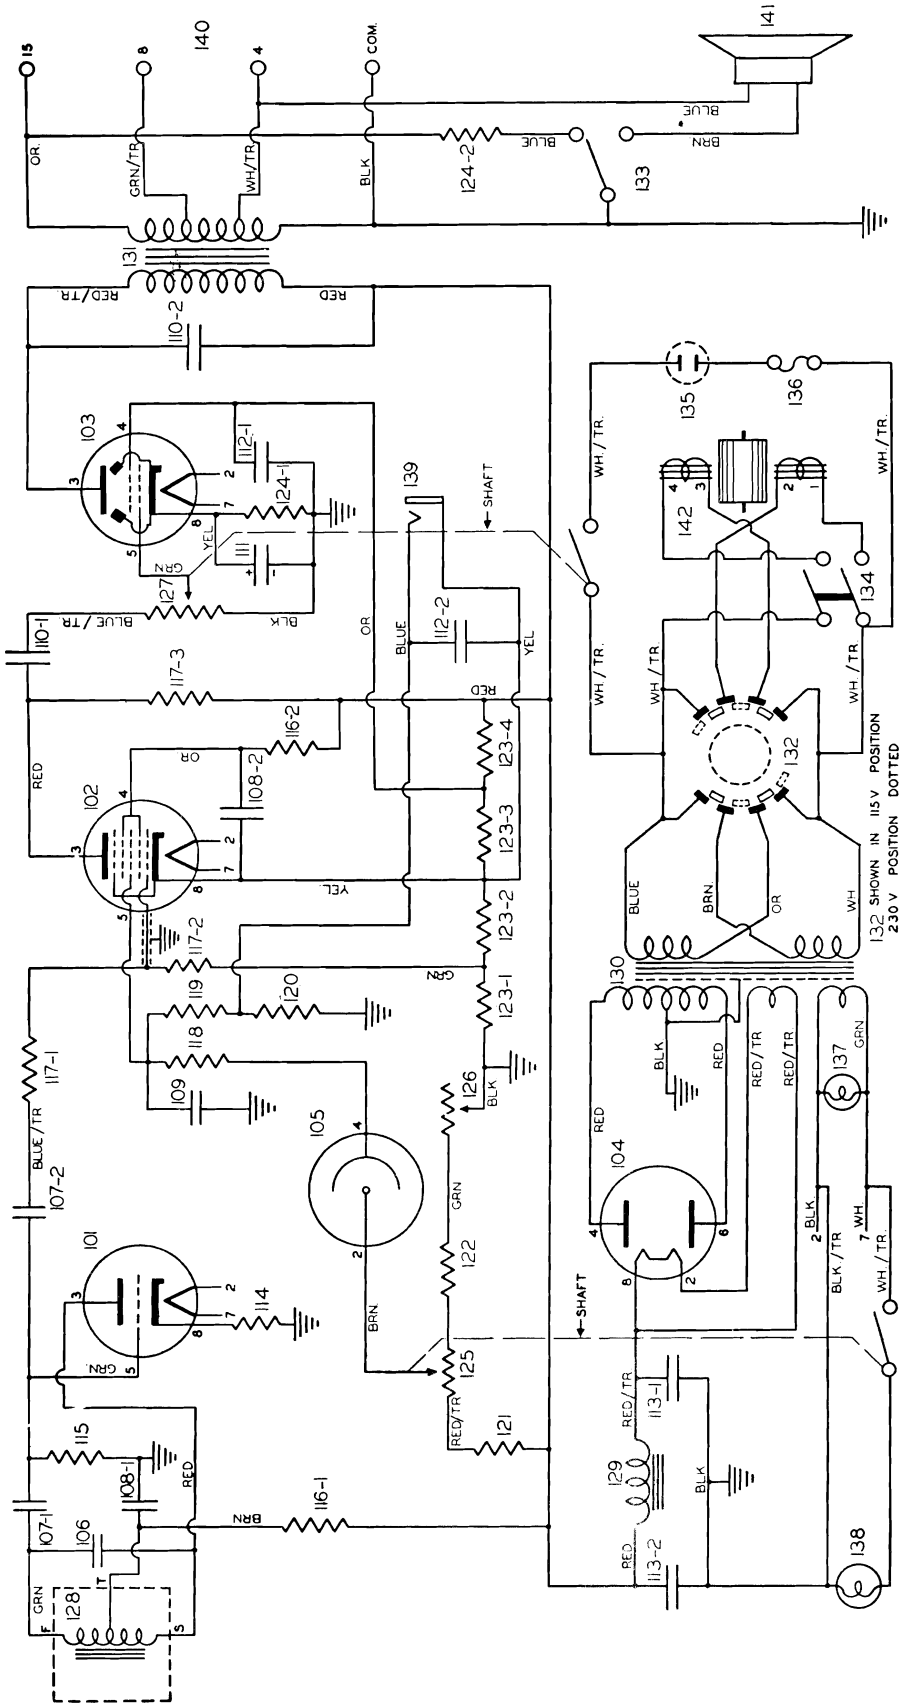 15
8
140
4
COM.
141
OR.
GRN/TR
WH/TR.
BLK
124-2
BLUE
BLUE
BRN
133
131
RED/TR.
RED
110-2
103
3
4
5
8
7
2
GRN
YEL
111
+
-
124-1
112-1
127
BLUE/TR
BLK
110-1
117-3
OR
139
SHAFT
BLUE
112-2
YEL
RED
RED
102
3
4
5
8
7
2
OR
116-2
108-2
YEL.
123-4
123-3
123-2
123-1
117-2
GRN
119
120
118
109
117-1
BLUE/TR
107-2
105
4
2
BRN.
126
BLK
GRN
122
125
RED/TR
121
101
3
5
8
7
2
GRN.
114
115
107-1
106
108-1
RED
BRN
116-1
GRN
128
F
T
S
WH./TR.
135
136
WH./TR.
142
4
3
2
1
134
WH/TR.
WH/TR
WH./TR
132
BLUE
BRN.
OR
WH
132 SHOWN IN 115V POSITION
230 V POSITION DOTTED
130
BLK
RED
RED
RED/TR
RED/TR.
GRN
137
104
4
6
8
2
BLK.
2
7
WH.
BLK/TR
WH./TR.
SHAFT
RED/TR
113-1
129
BLK
RED
113-2
138